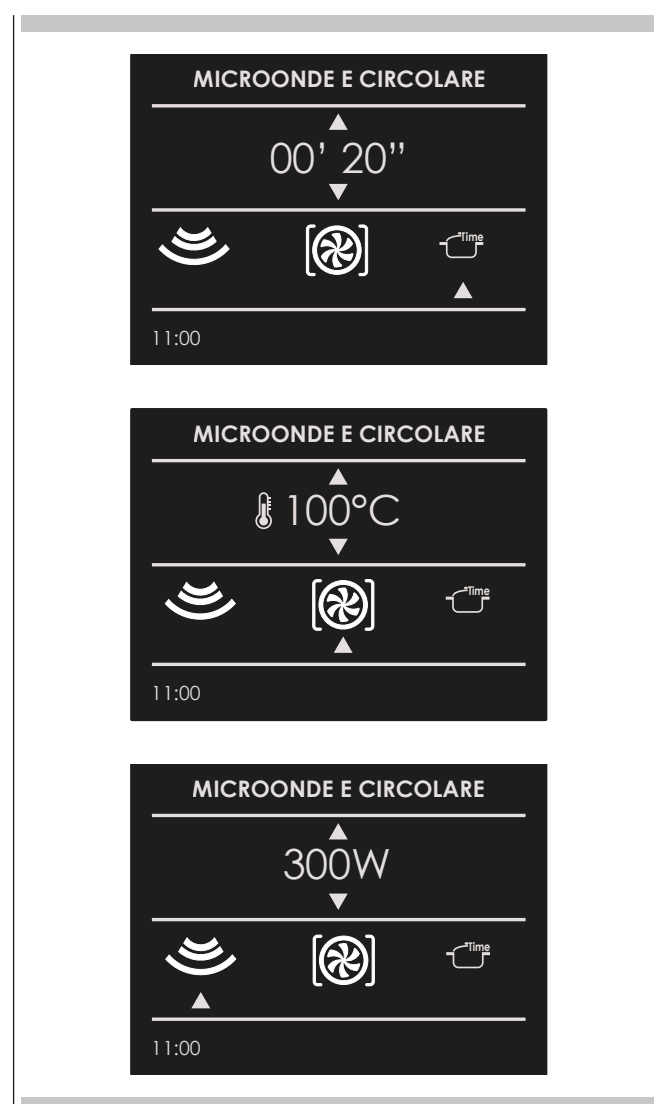 MICROONDE E CIRCOLARE
00’ 20’’
Time
11:00
MICROONDE E CIRCOLARE
100°C
Time
11:00
MICROONDE E CIRCOLARE
300W
Time
11:00